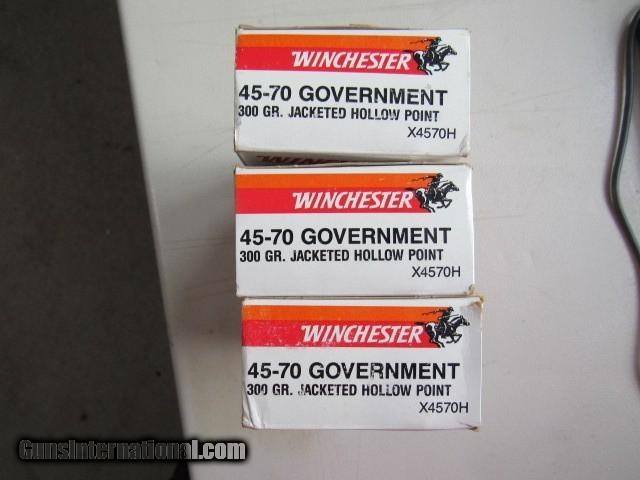 WINCHESTER
45-70 GOVERNMENT
300 GR. JACKETED HOLLOW POINT
X4570H
WINCHESTER
WINCHESTER
45-70 GOVERNMENT
300 GR. JACKETED HOLLOW POINT
X4570H
WINCHESTER
45-70 GOVERNMENT
300 GR. JACKETED HOLLOW POINT
X4570H
GunsInternational.com